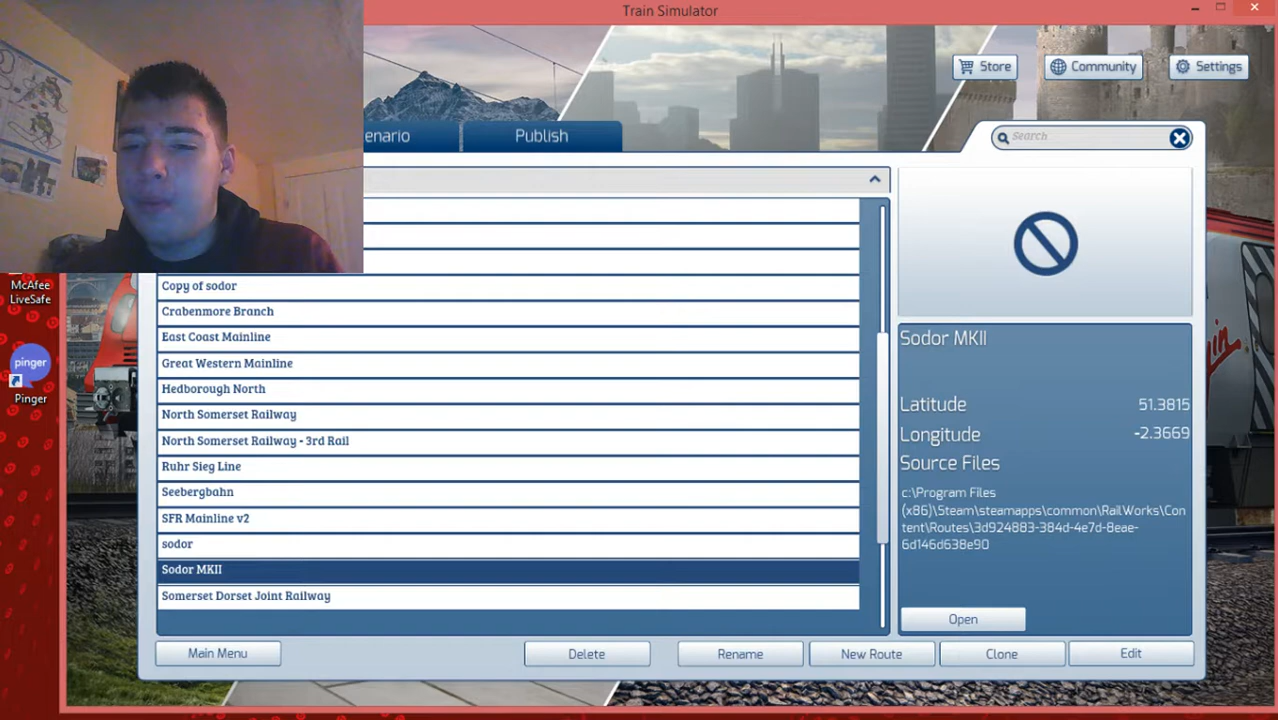 Train Simulator
Store
Community
Settings
enario
Publish
Search
McAfee
LiveSafe
pinger
Pinger
Copy of sodor
Crabenmore Branch
East Coast Mainline
Great Western Mainline
Hedborough North
North Somerset Railway
North Somerset Railway - 3rd Rail
Ruhr Sieg Line
Seebergbahn
SFR Mainline v2
sodor
Sodor MKII
Somerset Dorset Joint Railway
Sodor MKII
Latitude 51.3815
Longitude -2.3669
Source Files
c:\Program Files
(x86)\Steam\steamapps\common\RailWorks\Con
tent\Routes\3d924883-384d-4e7d-8eae-
6d146d638e90
Open
Main Menu
Delete
Rename
New Route
Clone
Edit